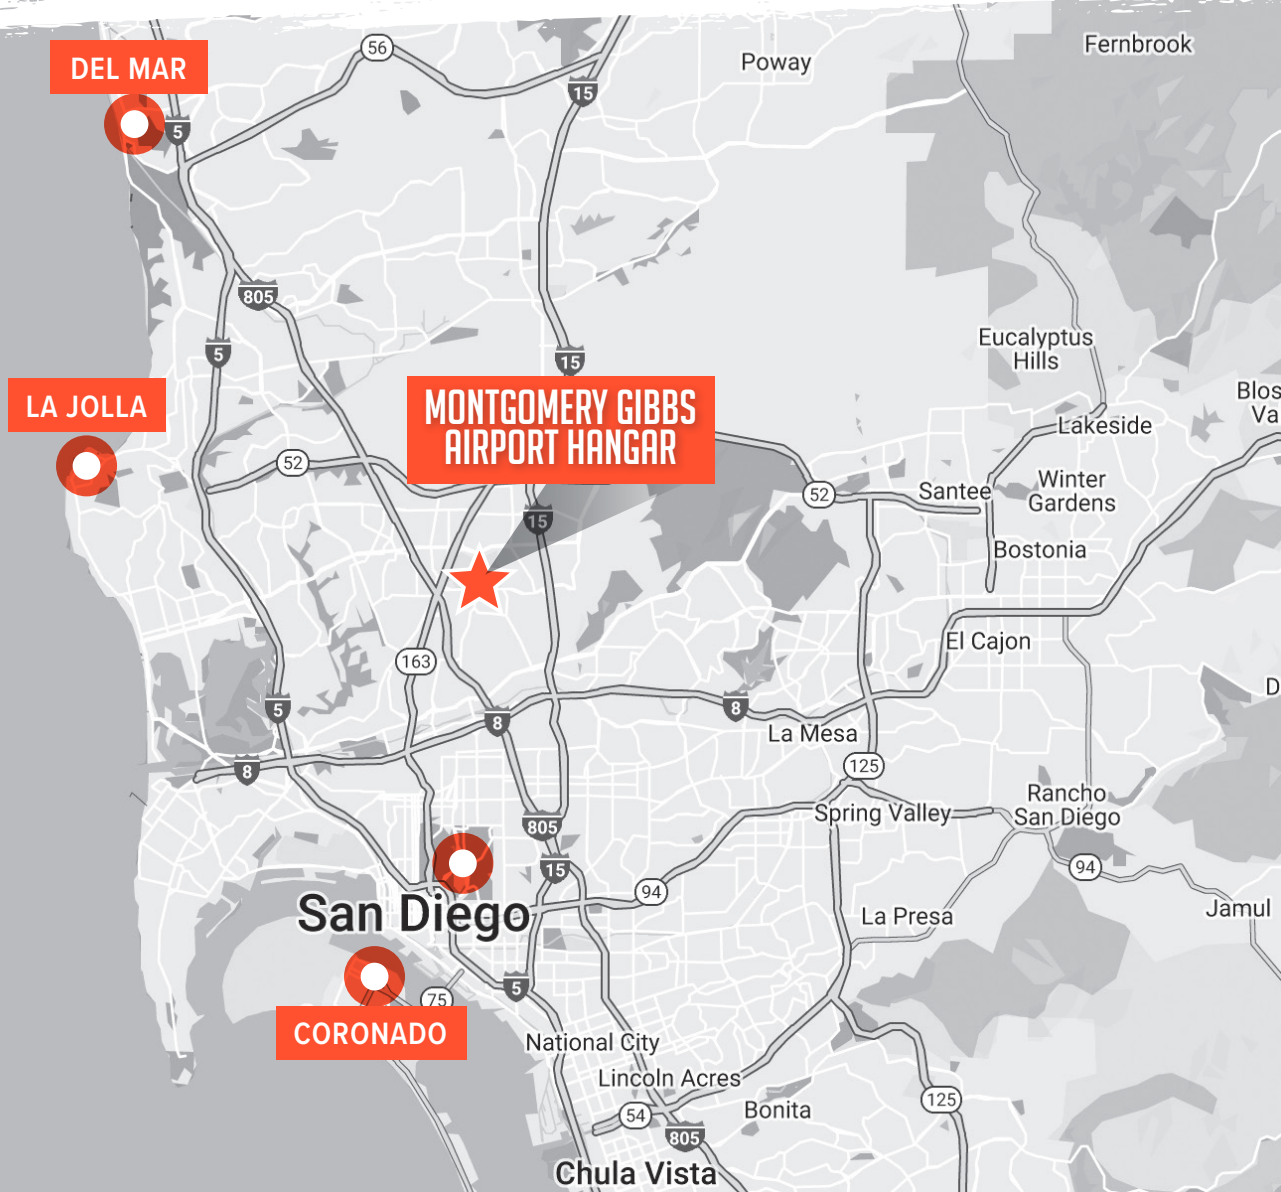 Fernbrook
56
Poway
DEL MAR
15
5
805
Eucalyptus
Hills
5
15
Blos
Va
LA JOLLA
MONTGOMERY GIBBS
AIRPORT HANGAR
Lakeside
52
52
Santee
Winter
Gardens
15
Bostonia
El Cajon
163
D
5
8
8
La Mesa
8
125
Rancho
San Diego
Spring Valley
805
15
94
94
San Diego
La Presa
Jamul
5
75
CORONADO
National City
Lincoln Acres
125
54
Bonita
805
Chula Vista